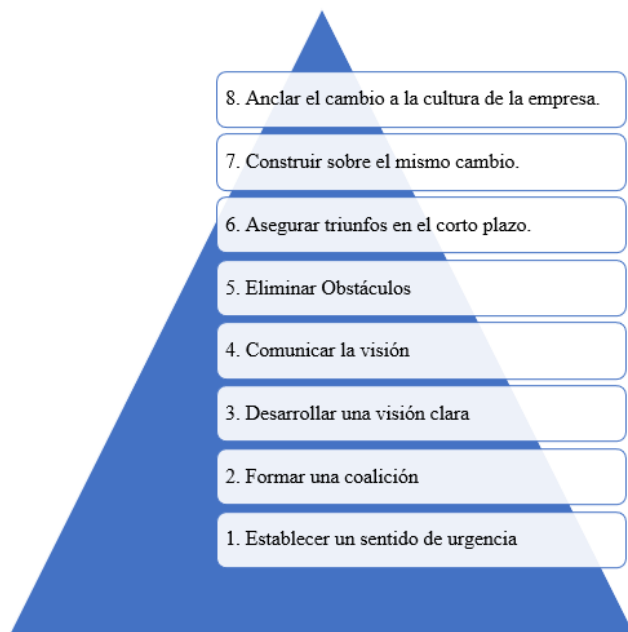 8. Anclar el cambio a la cultura de la empresa.
7. Construir sobre el mismo cambio.
6. Asegurar triunfos en el corto plazo.
5. Eliminar Obstáculos
4. Comunicar la visión
3. Desarrollar una visión clara
2. Formar una coalición
1. Establecer un sentido de urgencia